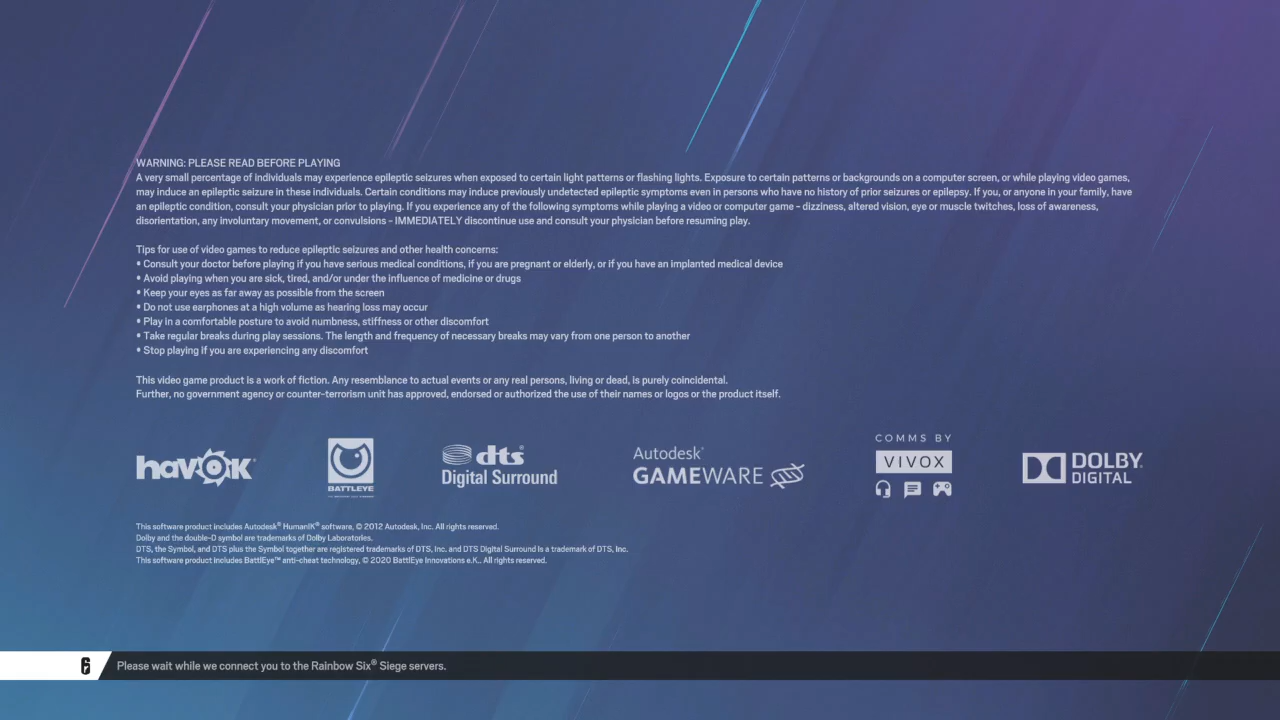 WARNING: PLEASE READ BEFORE PLAYING
A very small percentage of individuals may experience epileptic seizures when exposed to certain light patterns or flashing lights. Exposure to certain patterns or backgrounds on a computer screen, or while playing video games,
may induce an epileptic seizure in these individuals. Certain conditions may induce previously undetected epileptic symptoms even in persons who have no history of prior seizures or epilepsy. If you, or anyone in your family, have
an epileptic condition, consult your physician prior to playing. If you experience any of the following symptoms while playing a video or computer game - dizziness, altered vision, eye or muscle twitches, loss of awareness,
disorientation, any involuntary movement, or convulsions - IMMEDIATELY discontinue use and consult your physician before resuming play.
Tips for use of video games to reduce epileptic seizures and other health concerns:
• Consult your doctor before playing if you have serious medical conditions, if you are pregnant or elderly, or if you have an implanted medical device
• Avoid playing when you are sick, tired, and/or under the influence of medicine or drugs
• Keep your eyes as far away as possible from the screen
• Do not use earphones at a high volume as hearing loss may occur
• Play in a comfortable posture to avoid numbness, stiffness or other discomfort
• Take regular breaks during play sessions. The length and frequency of necessary breaks may vary from one person to another
• Stop playing if you are experiencing any discomfort
This video game product is a work of fiction. Any resemblance to actual events or any real persons, living or dead, is purely coincidental.
Further, no government agency or counter-terrorism unit has approved, endorsed or authorized the use of their names or logos or the product itself.
havok®
BATTLEYE
dts®
Digital Surround
Autodesk®
GAMEWARE
COMMS BY
VIVOX
DOLBY®
DIGITAL
This software product includes Autodesk® HumanIK® software, © 2012 Autodesk, Inc. All rights reserved.
Dolby and the double-D symbol are trademarks of Dolby Laboratories.
DTS, the Symbol, and DTS plus the Symbol together are registered trademarks of DTS, Inc. and DTS Digital Surround is a trademark of DTS, Inc.
This software product includes BattlEye™ anti-cheat technology, © 2020 BattlEye Innovations e.K.. All rights reserved.
6 Please wait while we connect you to the Rainbow Six® Siege servers.